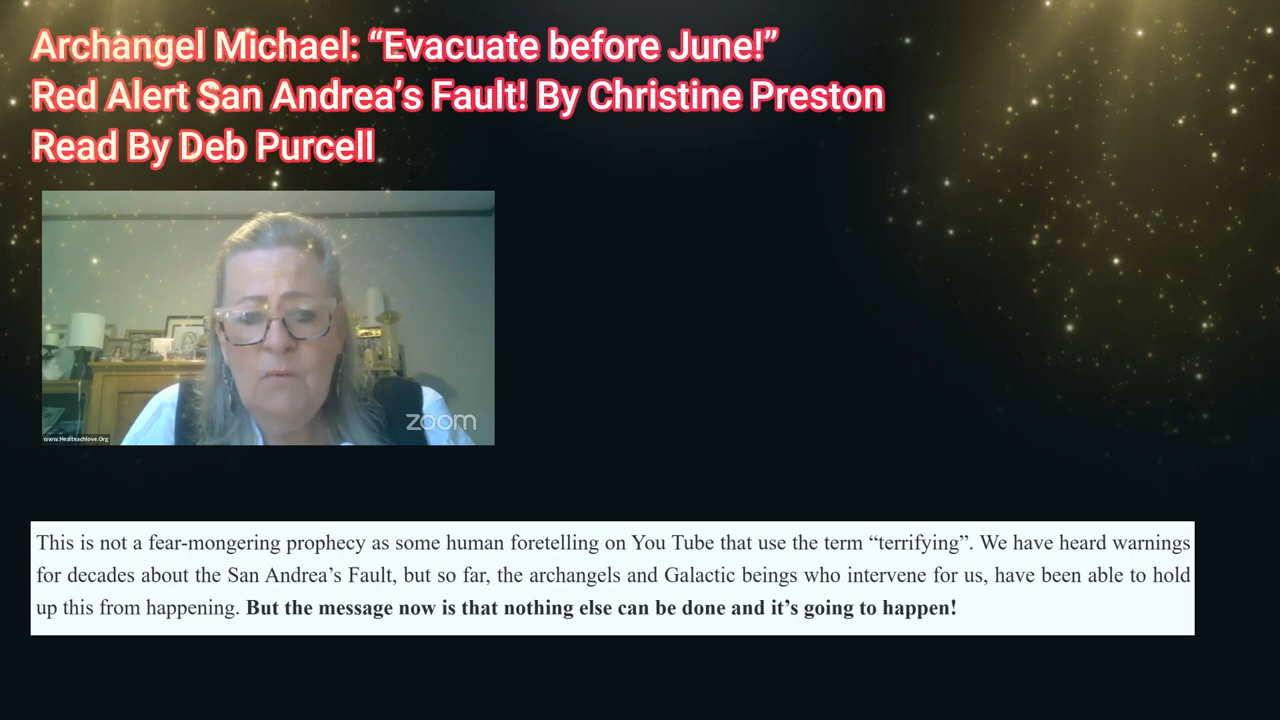 Archangel Michael: “Evacuate before June!”
Red Alert San Andrea’s Fault! By Christine Preston
Read By Deb Purcell
zoom
www.Healteachlove.Org
This is not a fear-mongering prophecy as some human foretelling on You Tube that use the term “terrifying”. We have heard warnings
for decades about the San Andrea’s Fault, but so far, the archangels and Galactic beings who intervene for us, have been able to hold
up this from happening. But the message now is that nothing else can be done and it’s going to happen!